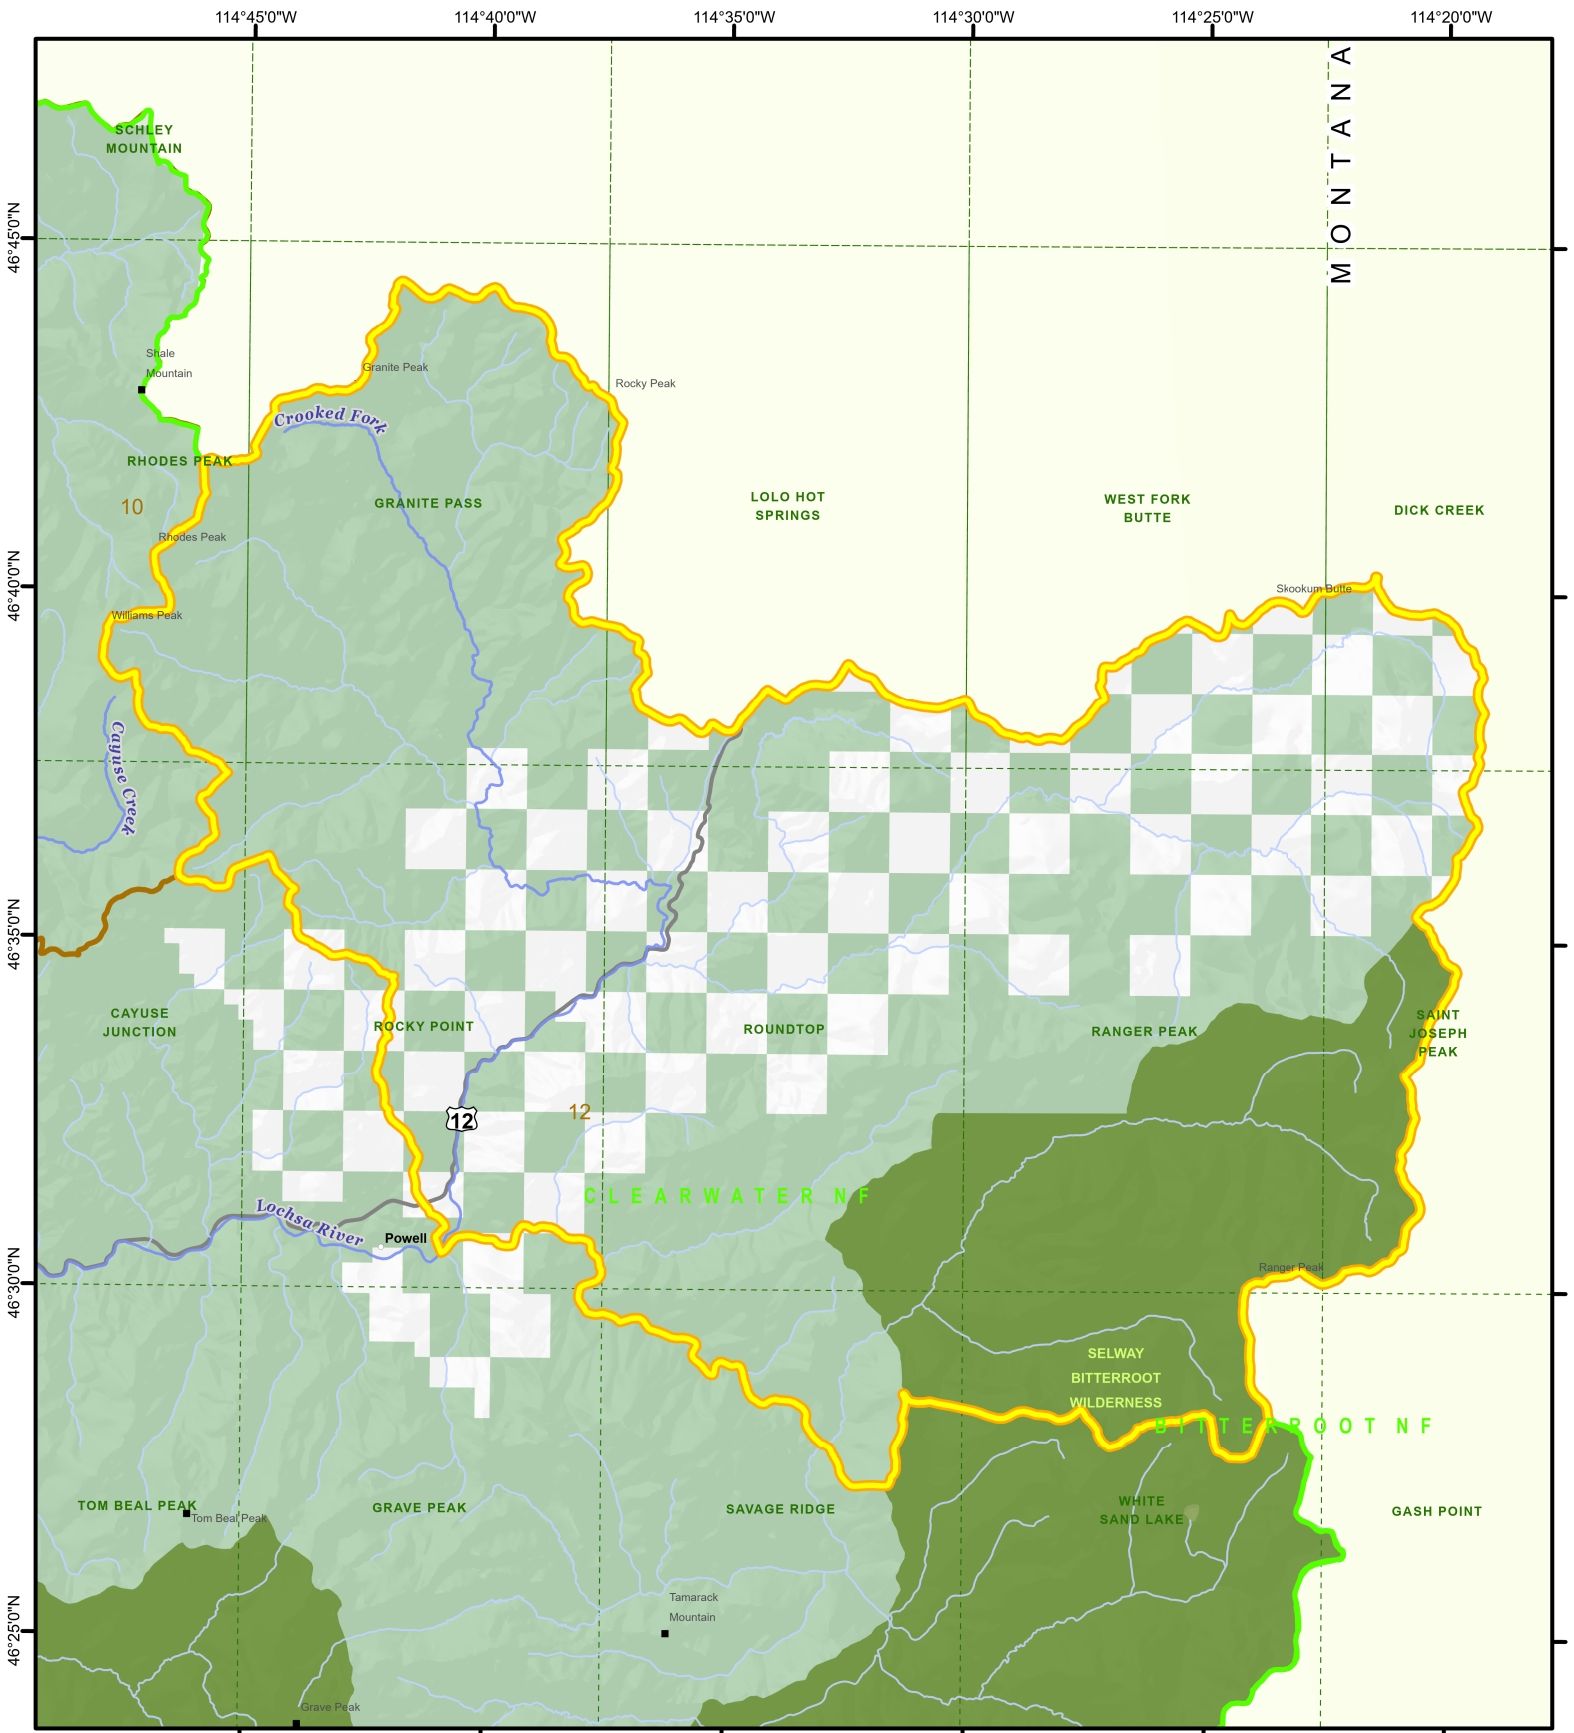 114°45'0"W
114°40'0"W
114°35'0"W
114°30'0"W
114°25'0"W
114°20'0"W
MONTANA
SCHLEY
MOUNTAIN
46°45'0"N
Shale
Mountain
Granite Peak
Rocky Peak
Crooked Fork
RHODES PEAK
10
GRANITE PASS
LOLO HOT
SPRINGS
WEST FORK
BUTTE
DICK CREEK
Rhodes Peak
46°40'0"N
Skookum Butte
Williams Peak
Cayuse Creek
46°35'0"N
CAYUSE
JUNCTION
ROCKY POINT
ROUNDTOP
RANGER PEAK
SAINT
JOSEPH
PEAK
12
12
CLEARWATER NF
Lochsa River
Powell
46°30'0"N
Ranger Peak
SELWAY
BITTERROOT
WILDERNESS
BITTERROOT NF
TOM BEAL PEAK
Tom Beal Peak
GRAVE PEAK
SAVAGE RIDGE
WHITE
SAND LAKE
GASH POINT
Tamarack
Mountain
46°25'0"N
Grave Peak